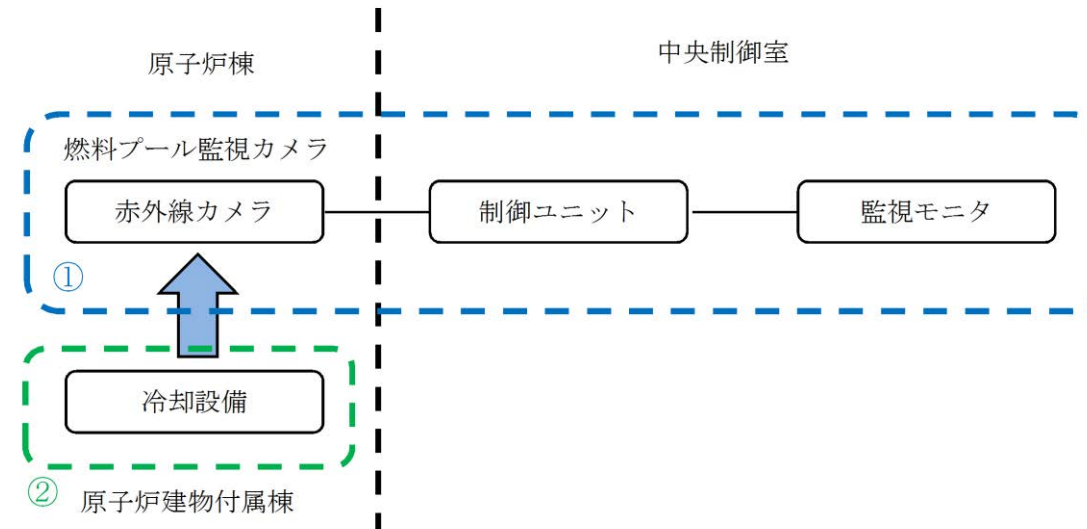 原子炉棟
中央制御室
燃料プール監視カメラ
赤外線カメラ
制御ユニット
監視モニタ
①
冷却設備
②
原子炉建物付属棟